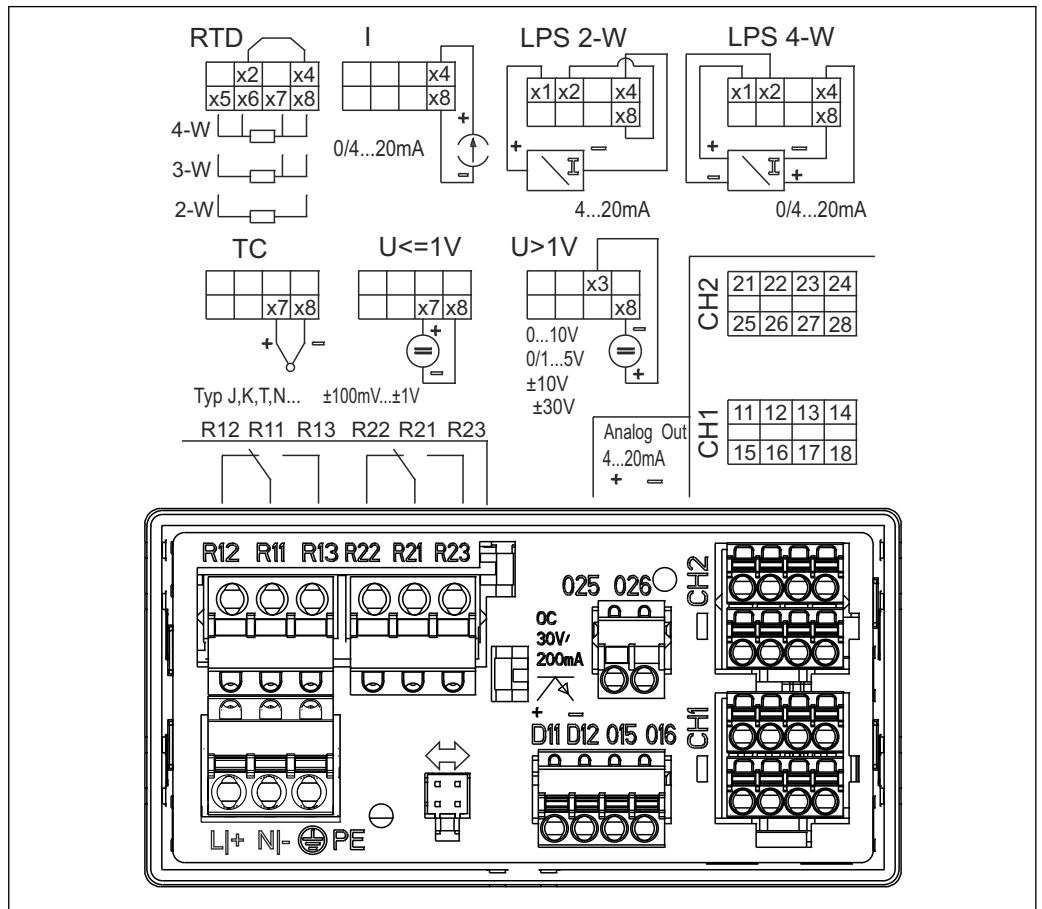 RTD
x2 x4
x5 x6 x7 x8
4-W
3-W
2-W
I
x4
x8
+
0/4...20mA
−
LPS 2-W
x1 x2 x4
x8
+ −
I
4...20mA
LPS 4-W
x1 x2 x4
x8
+ −
− +
I
0/4...20mA
TC
x7 x8
+ −
Typ J,K,T,N...
U<=1V
x7 x8
+
=
−
±100mV...±1V
U>1V
x3
x8
0...10V
0/1...5V
±10V
±30V
−
=
+
CH2
21 22 23 24
25 26 27 28
CH1
11 12 13 14
15 16 17 18
Analog Out
4...20mA
+ −
R12 R11 R13 R22 R21 R23
R12 R11 R13 R22 R21 R23
O25 O26
OC
30V
200mA
+ −
D11 D12 O15 O16
CH2
CH1
L|+ N|- PE